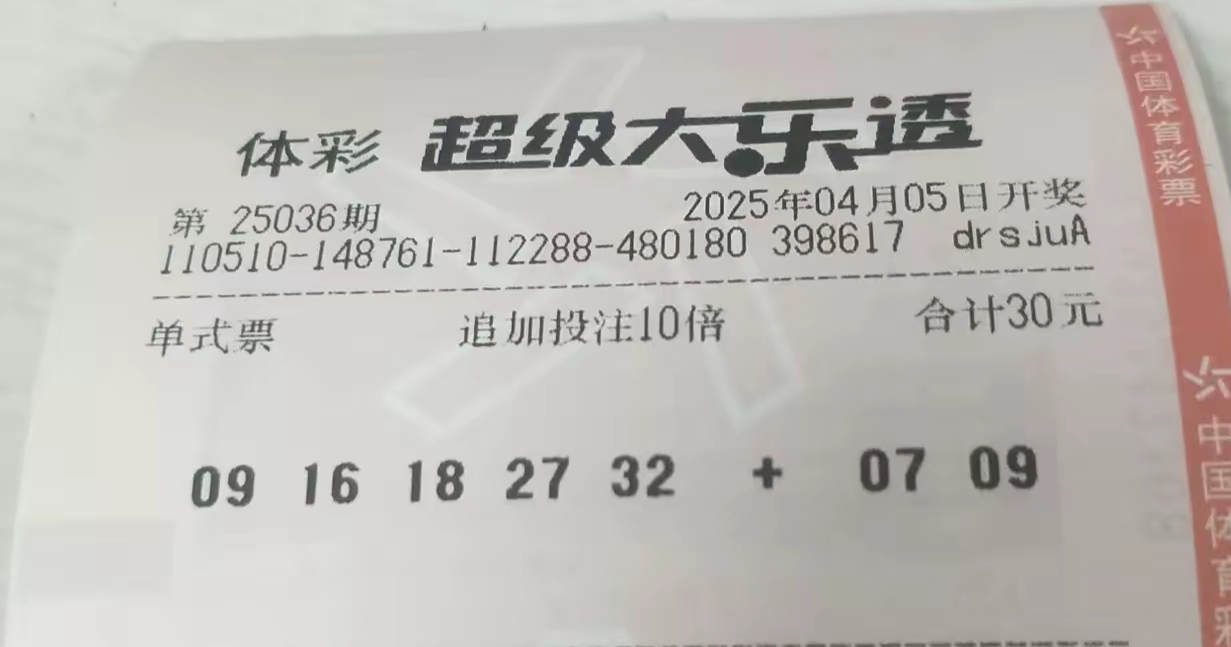 体彩 超级大乐透
第 25036期 2025年04月05日开奖
110510-148761-112288-480180 398617 drsjuA
单式票 追加投注10倍 合计30元
09 16 18 27 32 + 07 09
中国体育彩票
中国体育彩